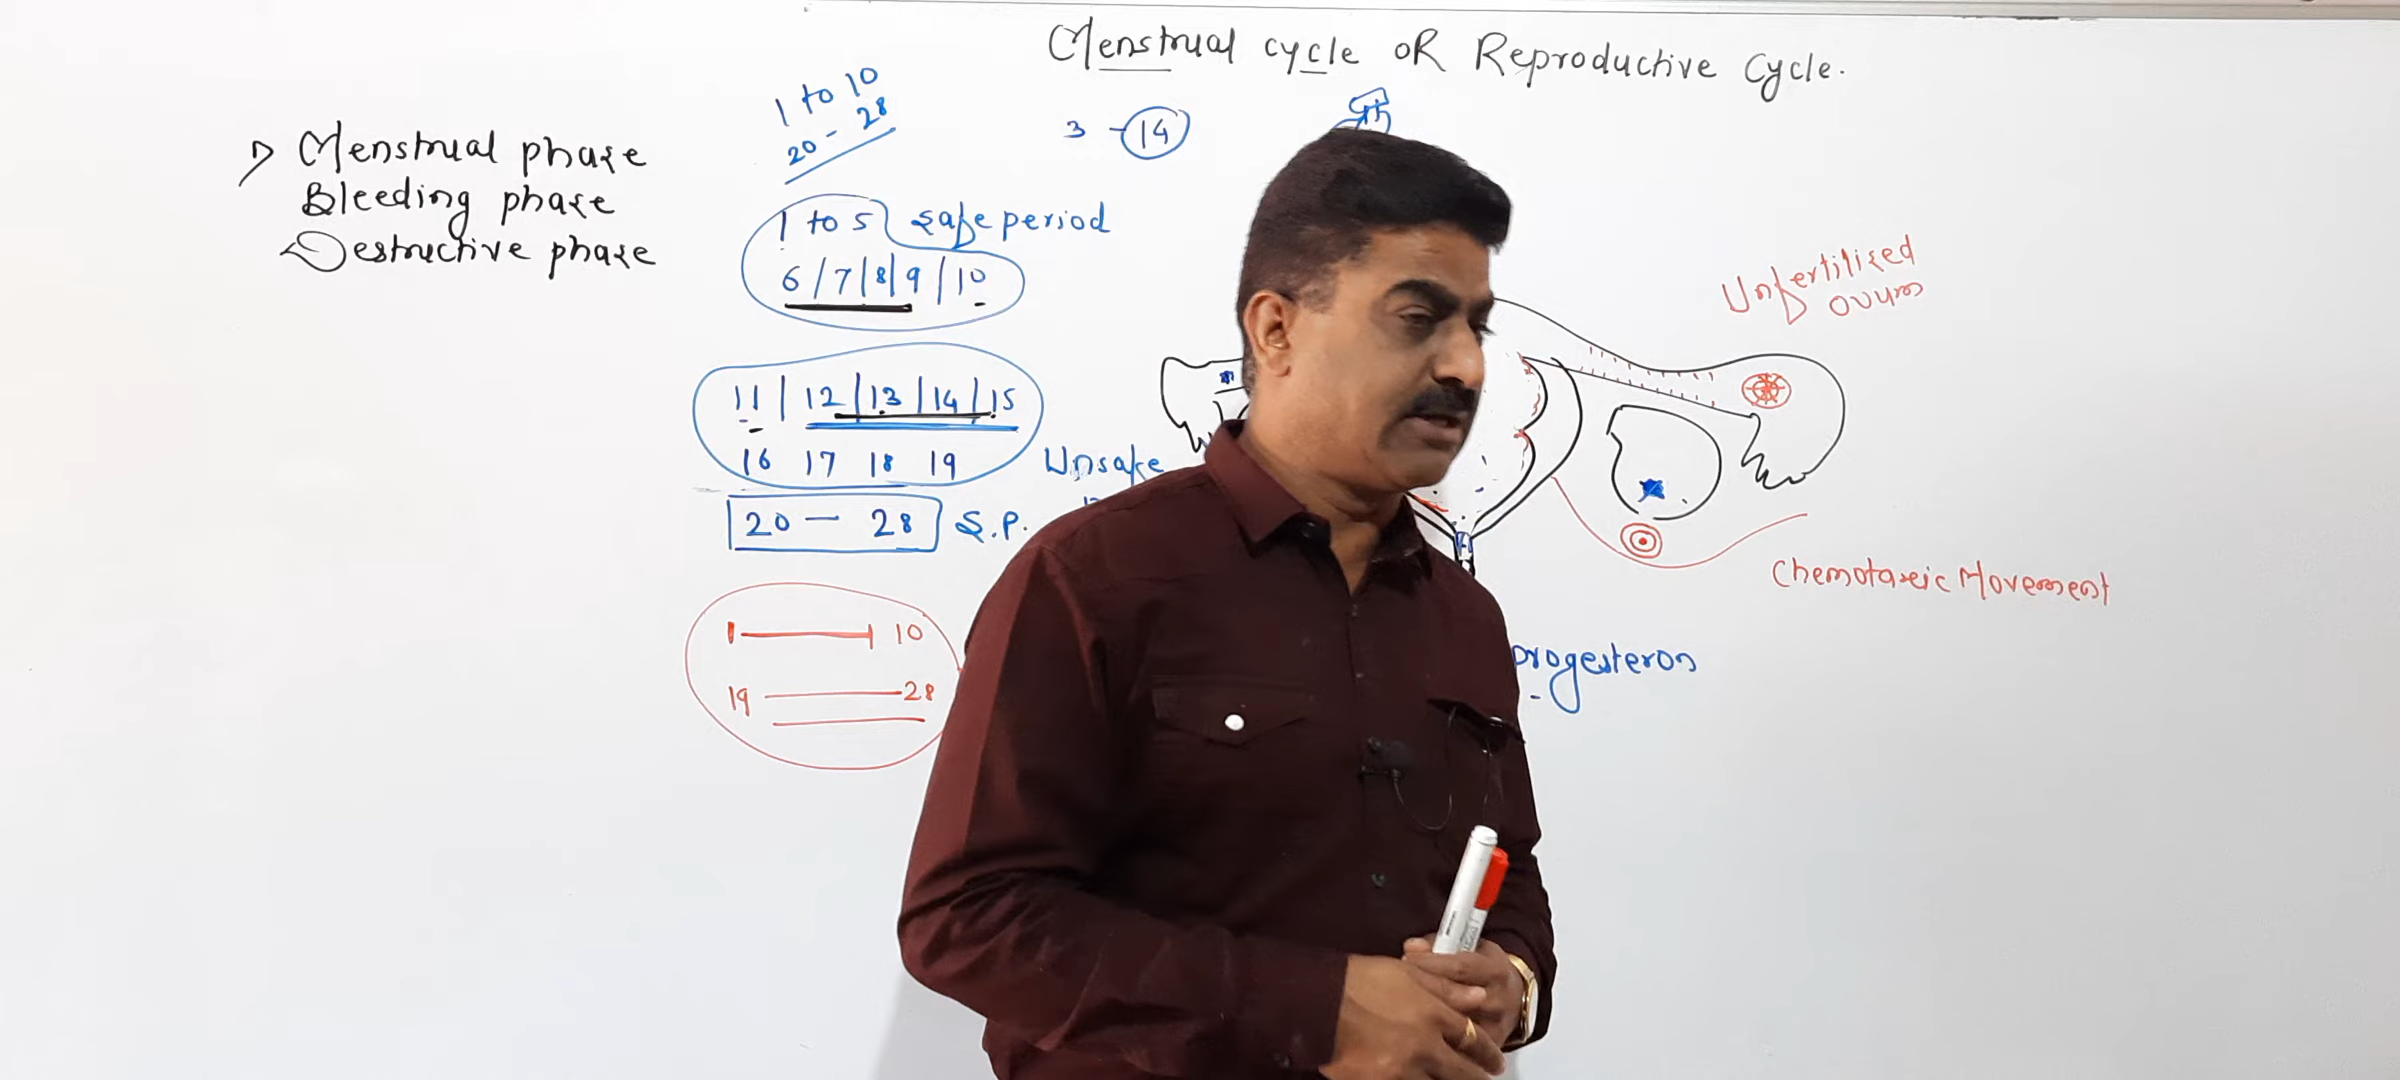 Menstrual cycle OR Reproductive Cycle.
1 to 10
20 - 28
3 - 14
1) Menstrual phase
Bleeding phase
Destructive phase
1 to 5 safe period
6 / 7 | 8 | 9 / 10
11 | 12 | 13 | 14 | 15
16 17 18 19 Unsafe
20 — 28 S.P.
1 — 10
19 — 28
Unfertilized
ovum
Chemotaxic Movement
progesteron